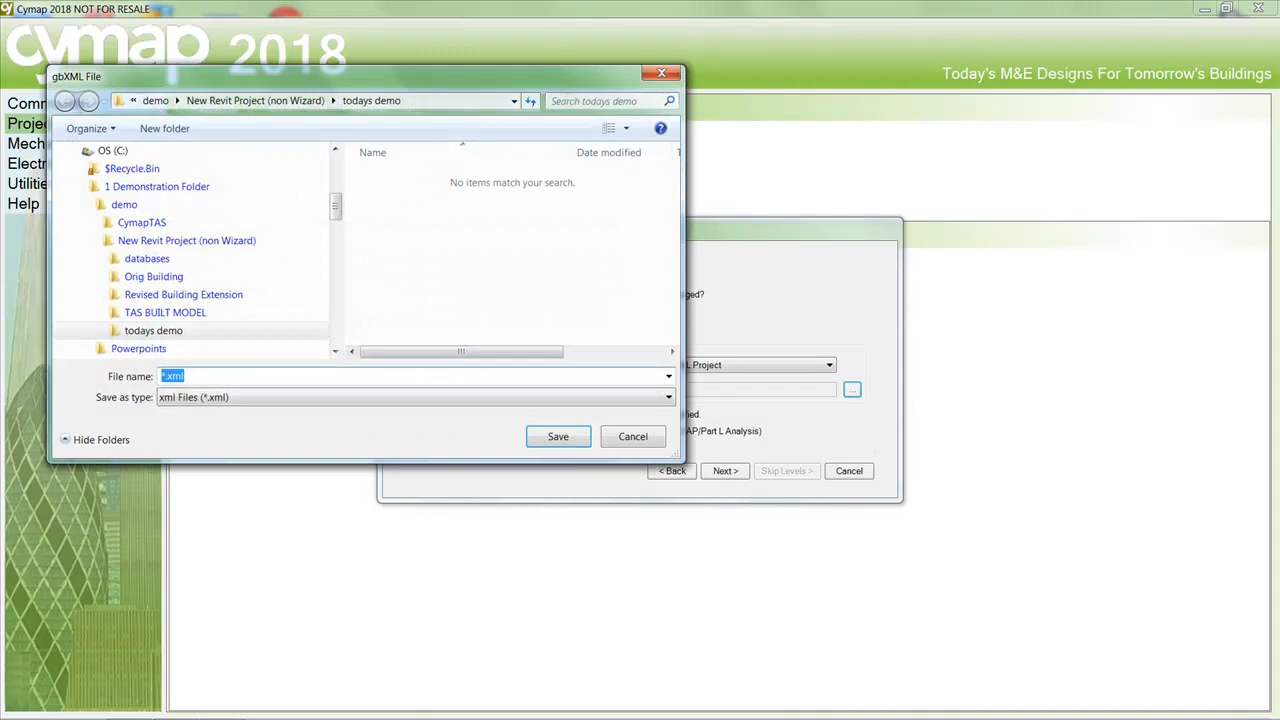 Cymap 2018 NOT FOR RESALE
cymap 2018
Today's M&E Designs For Tomorrow's Buildings
gbXML File
« demo New Revit Project (non Wizard) todays demo
Search todays demo
Organize New folder
OS (C:)
$Recycle.Bin
1 Demonstration Folder
demo
CymapTAS
New Revit Project (non Wizard)
databases
Orig Building
Revised Building Extension
TAS BUILT MODEL
todays demo
Powerpoints
Name Date modified T
No items match your search.
File name: *.xml
Save as type: xml Files (*.xml)
Hide Folders
Save Cancel
Comm
Projec
Mech
Electr
Utilitie
Help
ged?
L Project
...
ied.
AP/Part L Analysis)
< Back Next > Skip Levels > Cancel